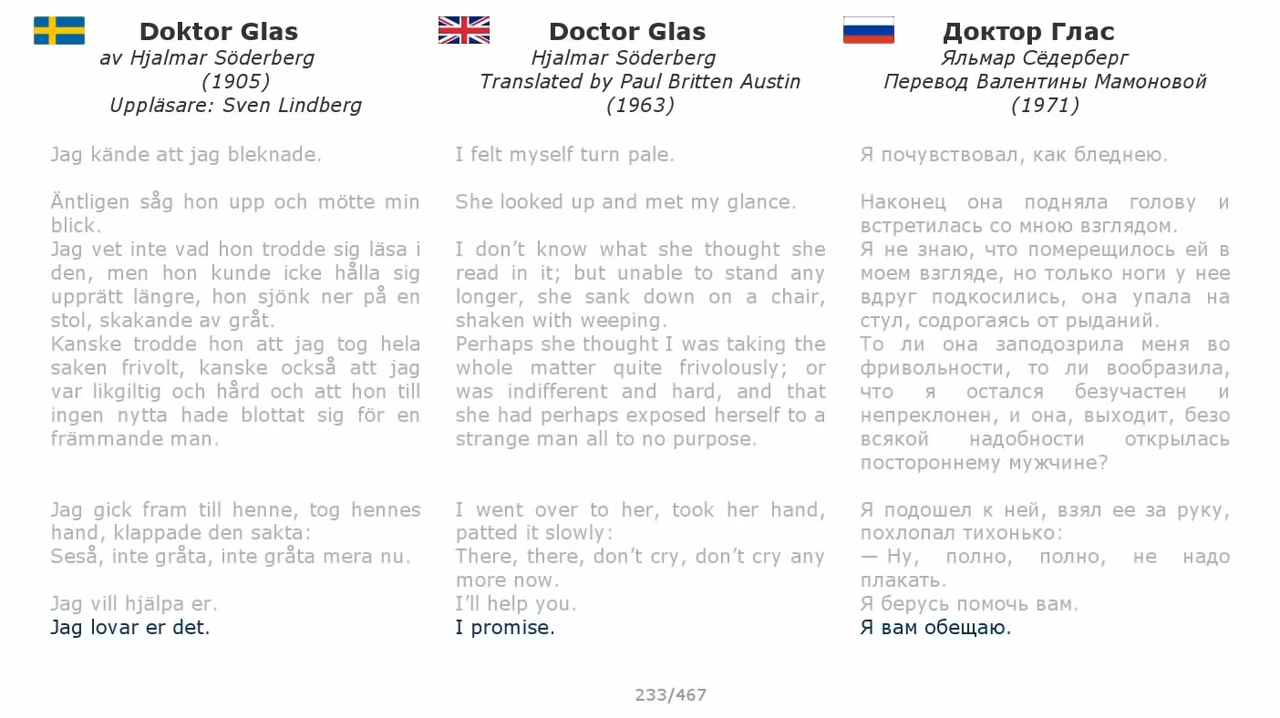 Doktor Glas
av Hjalmar Söderberg
(1905)
Uppläsare: Sven Lindberg
Jag kände att jag bleknade.
Äntligen såg hon upp och mötte min
blick.
Jag vet inte vad hon trodde sig läsa i
den, men hon kunde icke hålla sig
upprätt längre, hon sjönk ner på en
stol, skakande av gråt.
Kanske trodde hon att jag tog hela
saken frivolt, kanske också att jag
var likgiltig och hård och att hon till
ingen nytta hade blottat sig för en
främmande man.
Jag gick fram till henne, tog hennes
hand, klappade den sakta:
Seså, inte gråta, inte gråta mera nu.
Jag vill hjälpa er.
Jag lovar er det.
Doctor Glas
Hjalmar Söderberg
Translated by Paul Britten Austin
(1963)
I felt myself turn pale.
She looked up and met my glance.
I don’t know what she thought she
read in it; but unable to stand any
longer, she sank down on a chair,
shaken with weeping.
Perhaps she thought I was taking the
whole matter quite frivolously; or
was indifferent and hard, and that
she had perhaps exposed herself to a
strange man all to no purpose.
I went over to her, took her hand,
patted it slowly:
There, there, don’t cry, don’t cry any
more now.
I’ll help you.
I promise.
Доктор Глас
Яльмар Сёдерберг
Перевод Валентины Мамоновой
(1971)
Я почувствовал, как бледнею.
Наконец она подняла голову и
встретилась со мною взглядом.
Я не знаю, что померещилось ей в
моем взгляде, но только ноги у нее
вдруг подкосились, она упала на
стул, содрогаясь от рыданий.
То ли она заподозрила меня во
фривольности, то ли вообразила,
что я остался безучастен и
непреклонен, и она, выходит, безо
всякой надобности открылась
постороннему мужчине?
Я подошел к ней, взял ее за руку,
похлопал тихонько:
— Ну, полно, полно, не надо
плакать.
Я берусь помочь вам.
Я вам обещаю.
233/467